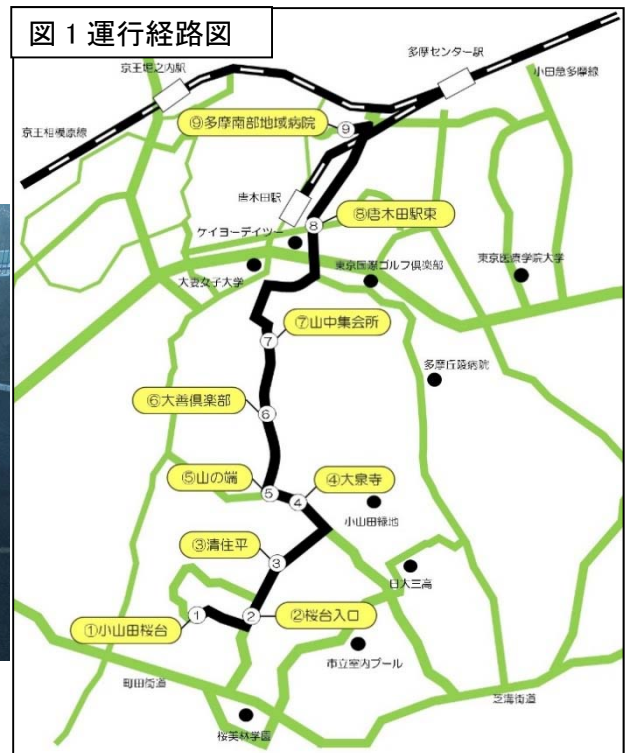 図1運行経路図
京王堀之内駅
多摩センター駅
小田急多摩線
⑨多摩南部地域病院
⑨
京王相模原線
唐木田駅
⑧
⑧唐木田駅東
ケイヨーデイツー
大妻女子大学
東京国際ゴルフ倶楽部
東京医療学院大学
⑦山中集会所
⑦
多摩丘陵病院
⑥大善倶楽部
⑥
⑤山の端
⑤
④
④大泉寺
小山田緑地
③清住平
③
日大三高
①小山田桜台
①
②
②桜台入口
市立室内プール
町田街道
芝溝街道
桜美林学園